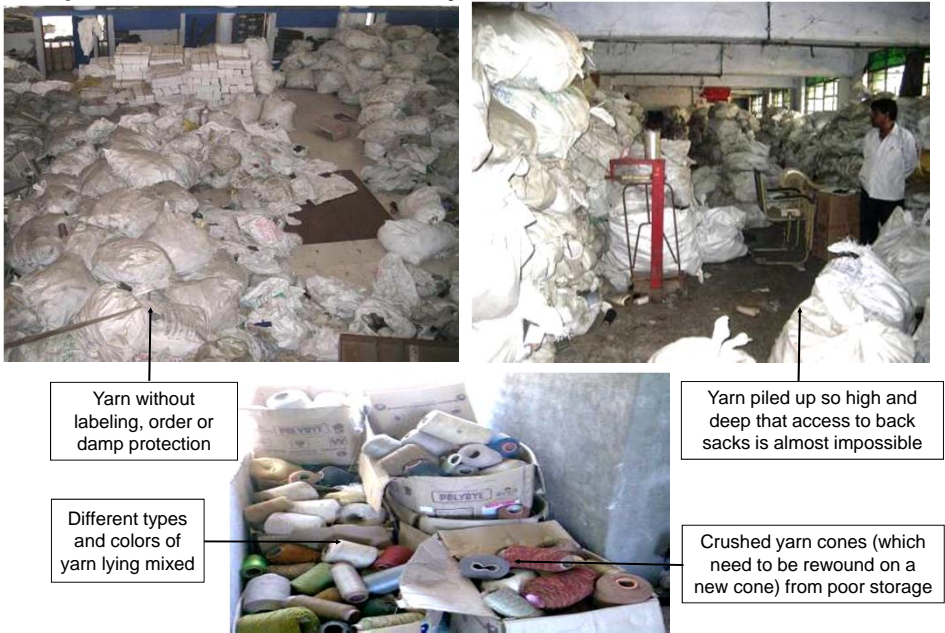 Yarn without
labeling, order or
damp protection
Yarn piled up so high and
deep that access to back
sacks is almost impossible
Different types
and colors of
yarn lying mixed
POLYDYE
POLYDYE
Crushed yarn cones (which
need to be rewound on a
new cone) from poor storage